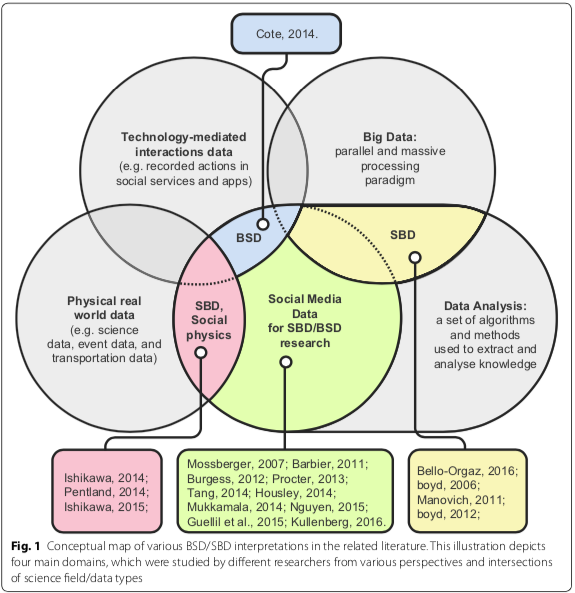 Cote, 2014.
Technology-mediated
interactions data
(e.g. recorded actions in
social services and apps)
Big Data:
parallel and massive
processing
paradigm
BSD
SBD
Physical real
world data
(e.g. science
data, event data, and
transportation data)
SBD,
Social
physics
Social Media
Data
for SBD/BSD
research
Data Analysis:
a set of algorithms
and methods
used to extract and
analyse knowledge
Ishikawa, 2014;
Pentland, 2014;
Ishikawa, 2015;
Mossberger, 2007; Barbier, 2011;
Burgess, 2012; Procter, 2013;
Tang, 2014; Housley, 2014;
Mukkamala, 2014; Nguyen, 2015;
Guellil et al., 2015; Kullenberg, 2016.
Bello-Orgaz, 2016;
boyd, 2006;
Manovich, 2011;
boyd, 2012;
Fig. 1 Conceptual map of various BSD/SBD interpretations in the related literature. This illustration depicts
four main domains, which were studied by different researchers from various perspectives and intersections
of science field/data types